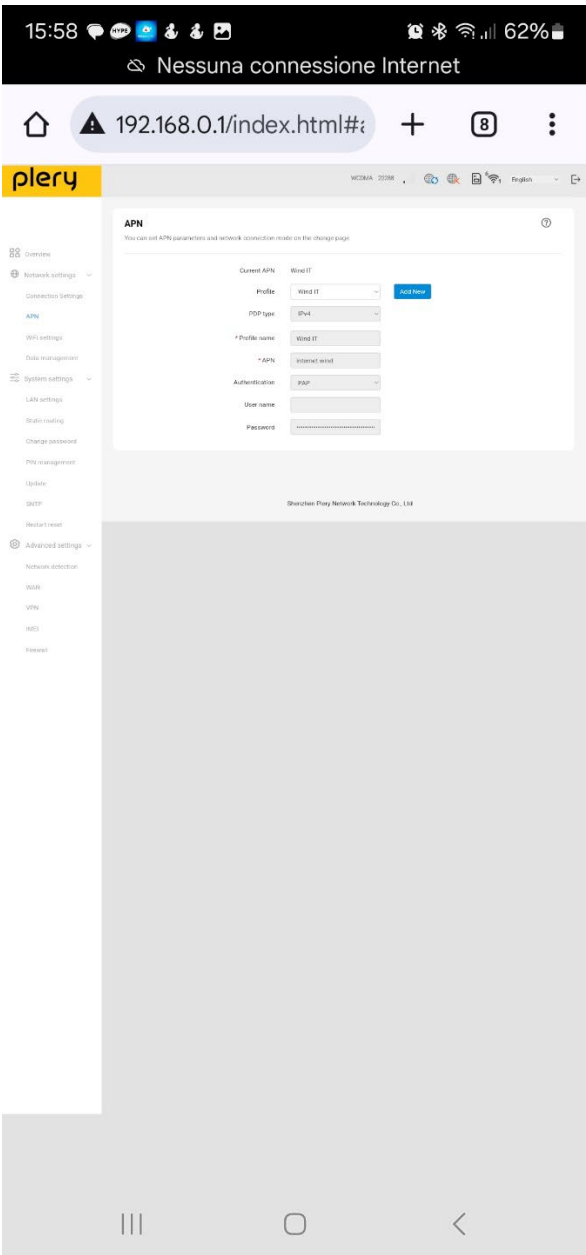 15:58
HYPE
62%
Nessuna connessione Internet
192.168.0.1/index.html#a
8
plery
WCDMA 22288
English
APN
You can set APN parameters and network connection mode on the change page
Current APN Wind IT
Profile Wind IT Add New
PDP type IPv4
* Profile name Wind IT
* APN internet.wind
Authentication PAP
User name
Password
Overview
Network settings
Connection Settings
APN
WiFi settings
Data management
System settings
LAN settings
Static routing
Change password
PIN management
Update
SNTP
Restart reset
Advanced settings
Network detection
WAN
VPN
Firewall
Shenzhen Plery Network Technology Co., Ltd